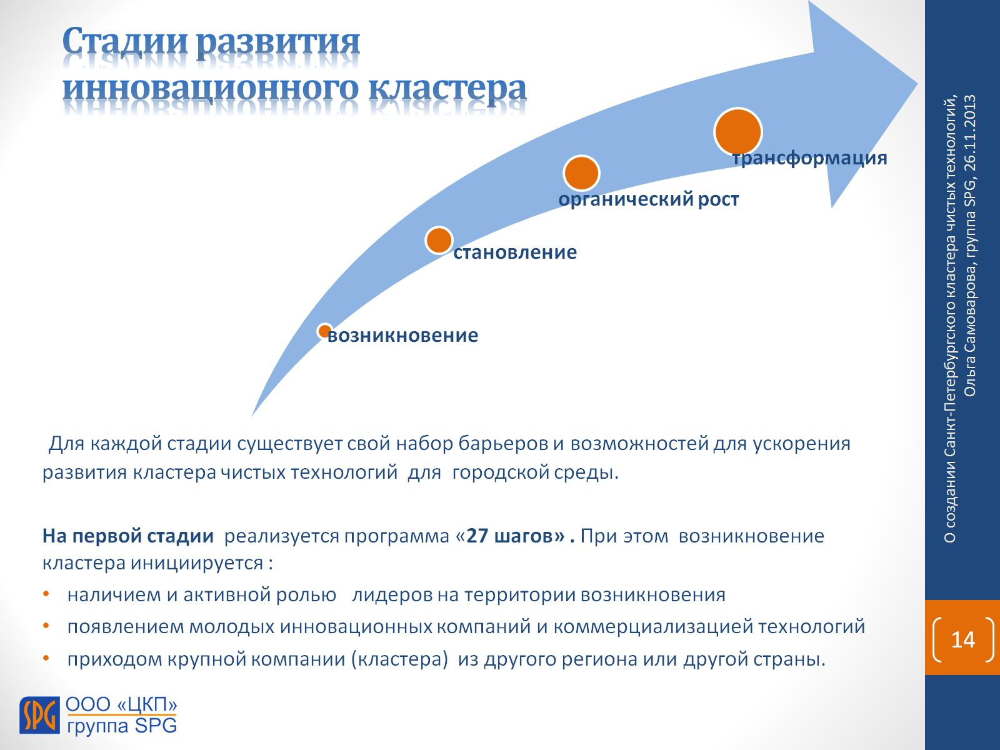 Стадии развития
инновационного кластера
трансформация
органический рост
становление
возникновение
Для каждой стадии существует свой набор барьеров и возможностей для ускорения
развития кластера чистых технологий для городской среды.
На первой стадии реализуется программа «27 шагов» . При этом возникновение
кластера инициируется :
• наличием и активной ролью лидеров на территории возникновения
• появлением молодых инновационных компаний и коммерциализацией технологий
• приходом крупной компании (кластера) из другого региона или другой страны.
SPG
ООО «ЦКП»
группа SPG
О создании Санкт-Петербургского кластера чистых технологий,
Ольга Самоварова, группа SPG, 26.11.2013
14